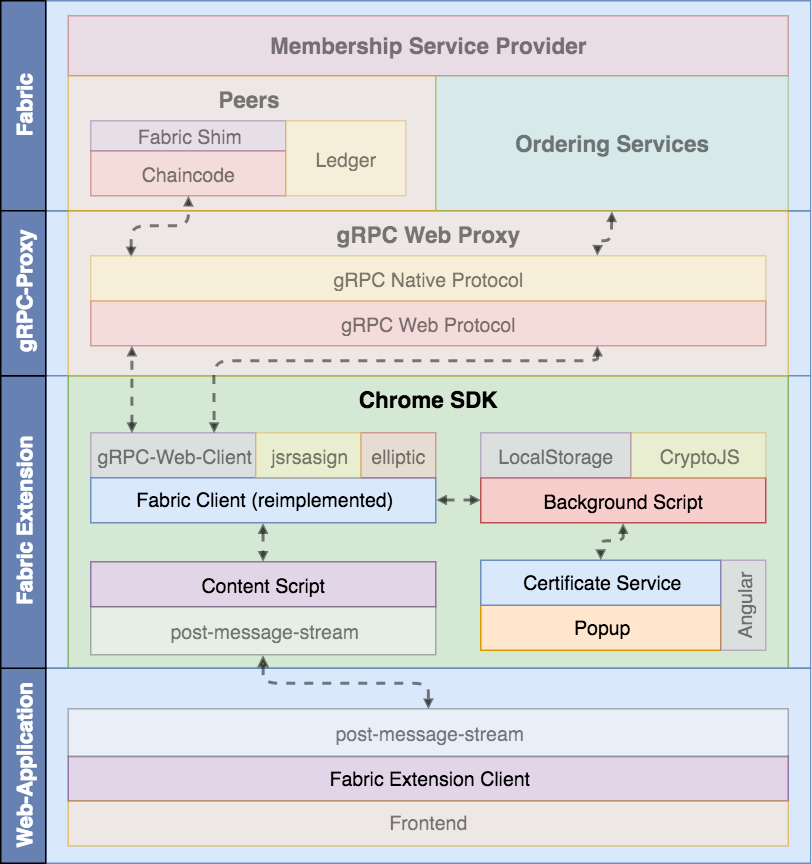 Fabric
Membership Service Provider
Peers
Fabric Shim
Chaincode
Ledger
Ordering Services
gRPC-Proxy
gRPC Web Proxy
gRPC Native Protocol
gRPC Web Protocol
Fabric Extension
Chrome SDK
gRPC-Web-Client
jsrsasign
elliptic
Fabric Client (reimplemented)
LocalStorage
CryptoJS
Background Script
Content Script
post-message-stream
Certificate Service
Popup
Angular
Web-Application
post-message-stream
Fabric Extension Client
Frontend